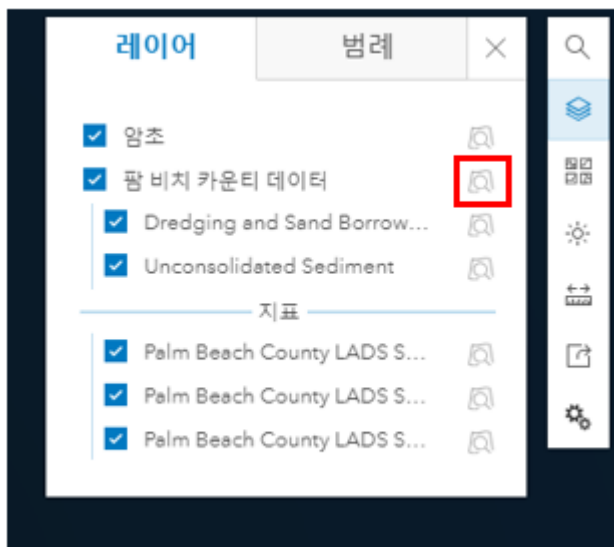 레이어
범례
암초
팜 비치 카운티 데이터
Dredging and Sand Borrow...
Unconsolidated Sediment
지표
Palm Beach County LADS S...
Palm Beach County LADS S...
Palm Beach County LADS S...